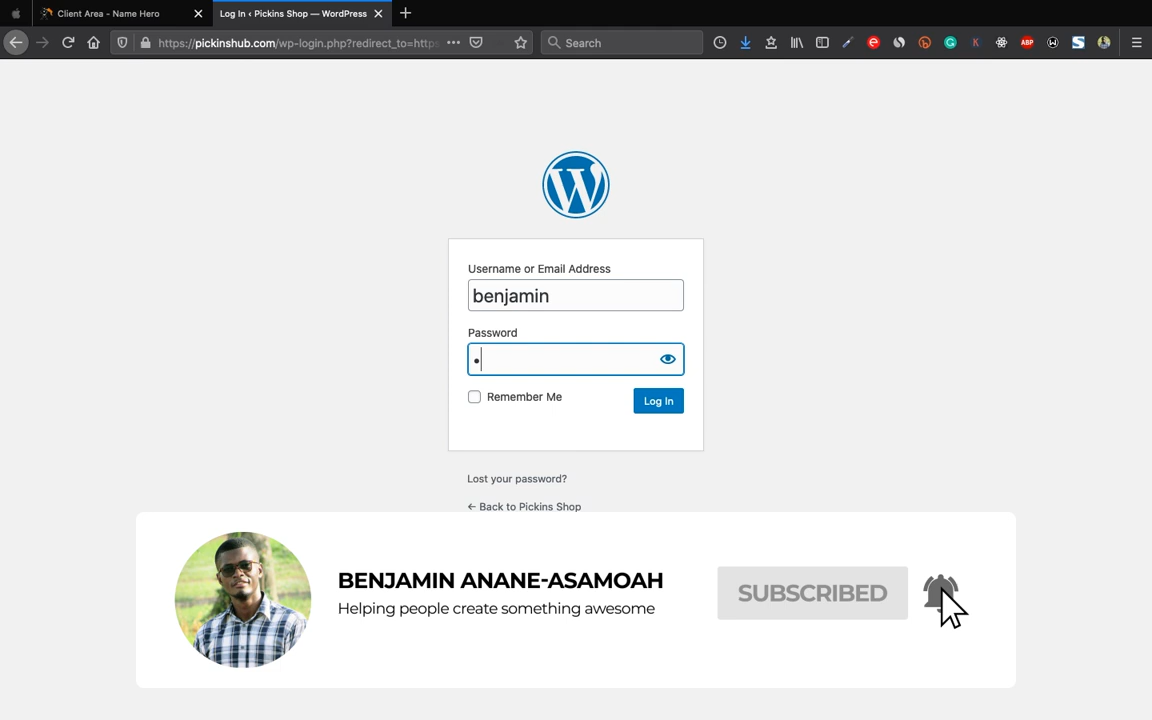 Client Area - Name Hero
Log In ‹ Pickins Shop — WordPress
https://pickinshub.com/wp-login.php?redirect_to=https
Search
ABP
Username or Email Address
benjamin
Password
Remember Me
Log In
Lost your password?
← Back to Pickins Shop
BENJAMIN ANANE-ASAMOAH
Helping people create something awesome
SUBSCRIBED